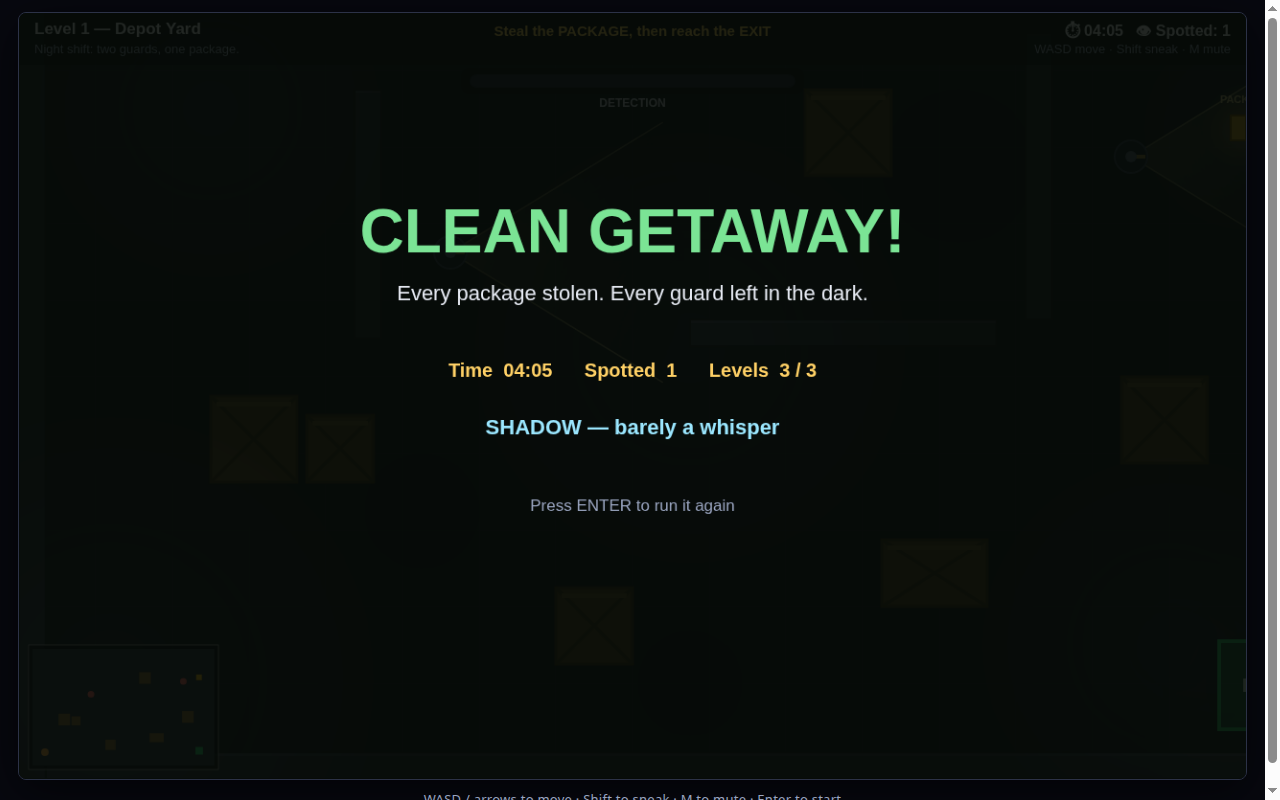 Level 1 — Depot Yard
Night shift: two guards, one package.
Steal the PACKAGE, then reach the EXIT
⏱ 04:05 👁 Spotted: 1
WASD move · Shift sneak · M mute
DETECTION
CLEAN GETAWAY!
Every package stolen. Every guard left in the dark.
Time 04:05 Spotted 1 Levels 3 / 3
SHADOW — barely a whisper
Press ENTER to run it again
WASD / arrows to move · Shift to sneak · M to mute · Enter to start